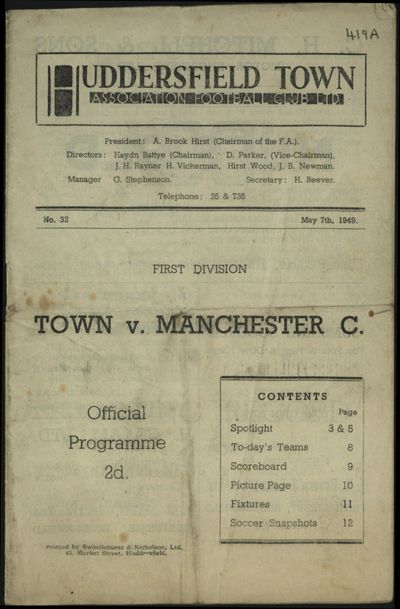 419A
HUDDERSFIELD TOWN
ASSOCIATION FOOTBALL CLUB LTD.
President: A. Brook Hirst (Chairman of the F.A.).
Directors: Haydn Battye (Chairman), D. Parker, (Vice-Chairman),
J. H. Rayner H. Vickerman, Hirst Wood, J. B. Newman.
Manager G. Stephenson. Secretary: H. Beever.
Telephone: 35 & 735
No. 32 May 7th, 1949.
FIRST DIVISION
TOWN v. MANCHESTER C.
Official
Programme
2d.
CONTENTS
Page
Spotlight 3 & 5
To-day's Teams 8
Scoreboard 9
Picture Page 10
Fixtures 11
Soccer Snapshots 12
Printed by Swindlehurst & Nicholson, Ltd.
45, Market Street, Huddersfield.